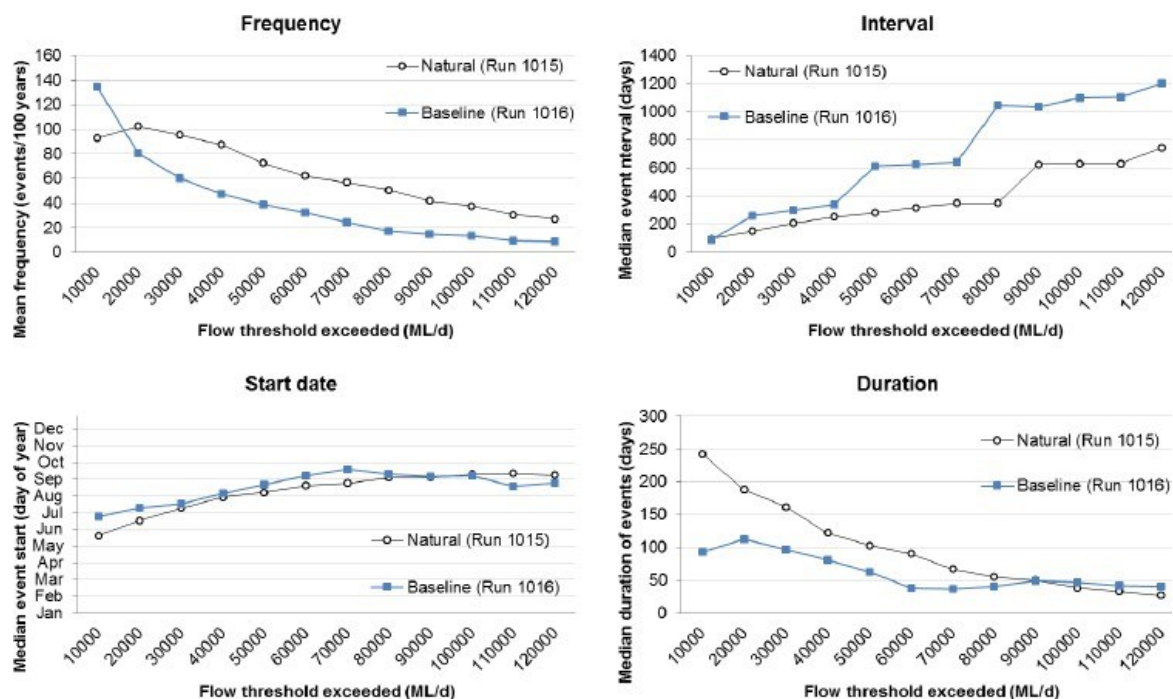 Frequency
Mean frequency (events/100 years)
160
140
120
100
80
60
40
20
0
Natural (Run 1015)
Baseline (Run 1016)
10000
20000
30000
40000
50000
60000
70000
80000
90000
100000
110000
120000
Flow threshold exceeded (ML/d)
Interval
Median event nterval (days)
1400
1200
1000
800
600
400
200
0
Natural (Run 1015)
Baseline (Run 1016)
10000
20000
30000
40000
50000
60000
70000
80000
90000
100000
110000
120000
Flow threshold exceeded (ML/d)
Start date
Median event start (day of year)
Dec
Nov
Oct
Sep
Aug
Jul
Jun
May
Apr
Mar
Feb
Jan
Natural (Run 1015)
Baseline (Run 1016)
10000
20000
30000
40000
50000
60000
70000
80000
90000
100000
110000
120000
Flow threshold exceeded (ML/d)
Duration
Median duration of events (days)
300
250
200
150
100
50
0
Natural (Run 1015)
Baseline (Run 1016)
10000
20000
30000
40000
50000
60000
70000
80000
90000
100000
110000
120000
Flow threshold exceeded (ML/d)